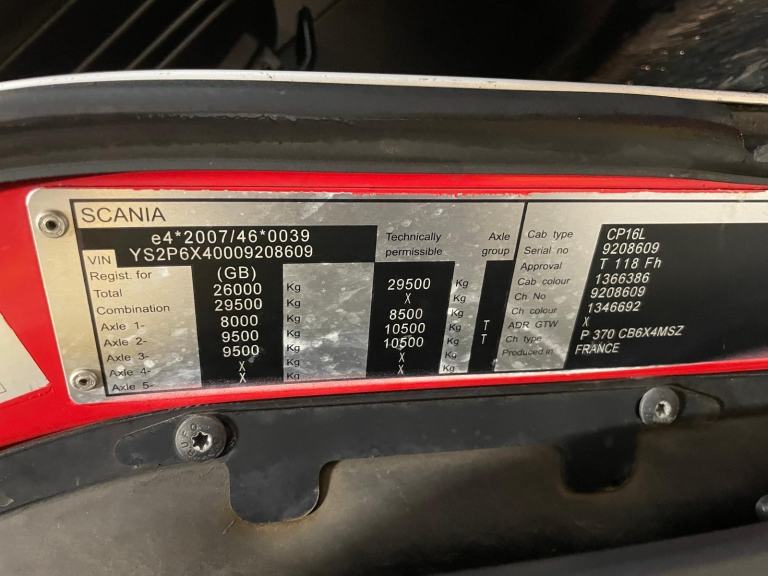 SCANIA
e4*2007/46*0039
VIN YS2P6X40009208609
Technically permissible
Axle group
Regist. for (GB)
Total 26000 Kg 29500 Kg
Combination 29500 Kg X Kg
Axle 1- 8000 Kg 8500 Kg
Axle 2- 9500 Kg 10500 Kg T
Axle 3- 9500 Kg 10500 Kg T
Axle 4- X Kg X Kg
Axle 5- X Kg X Kg
Cab type CP16L
Serial no 9208609
Approval T 118 Fh
Cab colour 1366386
Ch No 9208609
Ch colour 1346692
ADR GTW X
Ch type P 370 CB6X4MSZ
Produced in FRANCE